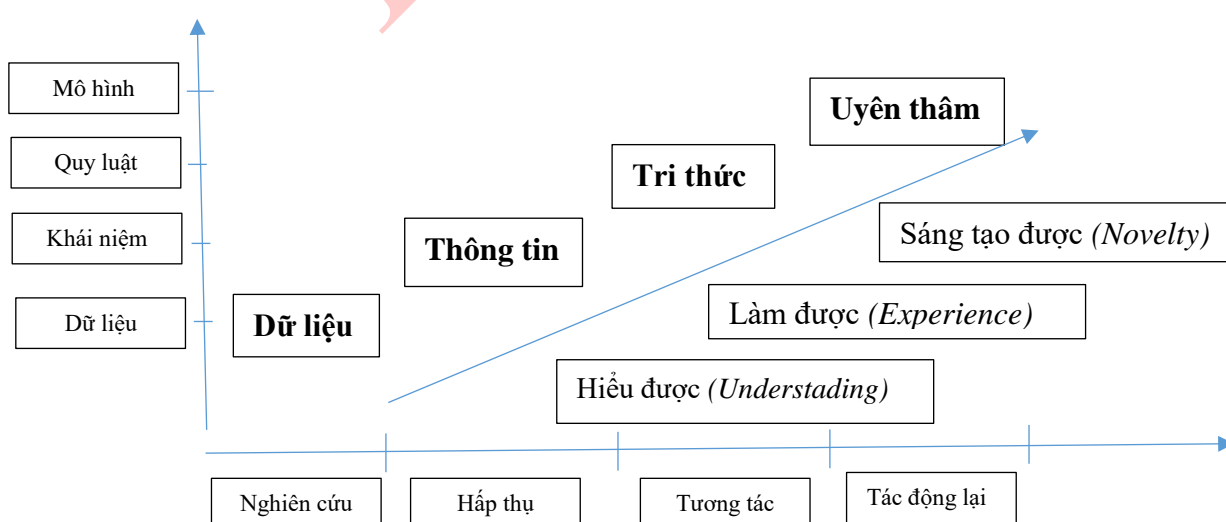 Mô hình
Uyên thâm
Quy luật
Tri thức
Khái niệm
Thông tin
Sáng tạo được (Novelty)
Dữ liệu
Dữ liệu
Làm được (Experience)
Hiểu được (Understading)
Nghiên cứu
Hấp thụ
Tương tác
Tác động lại